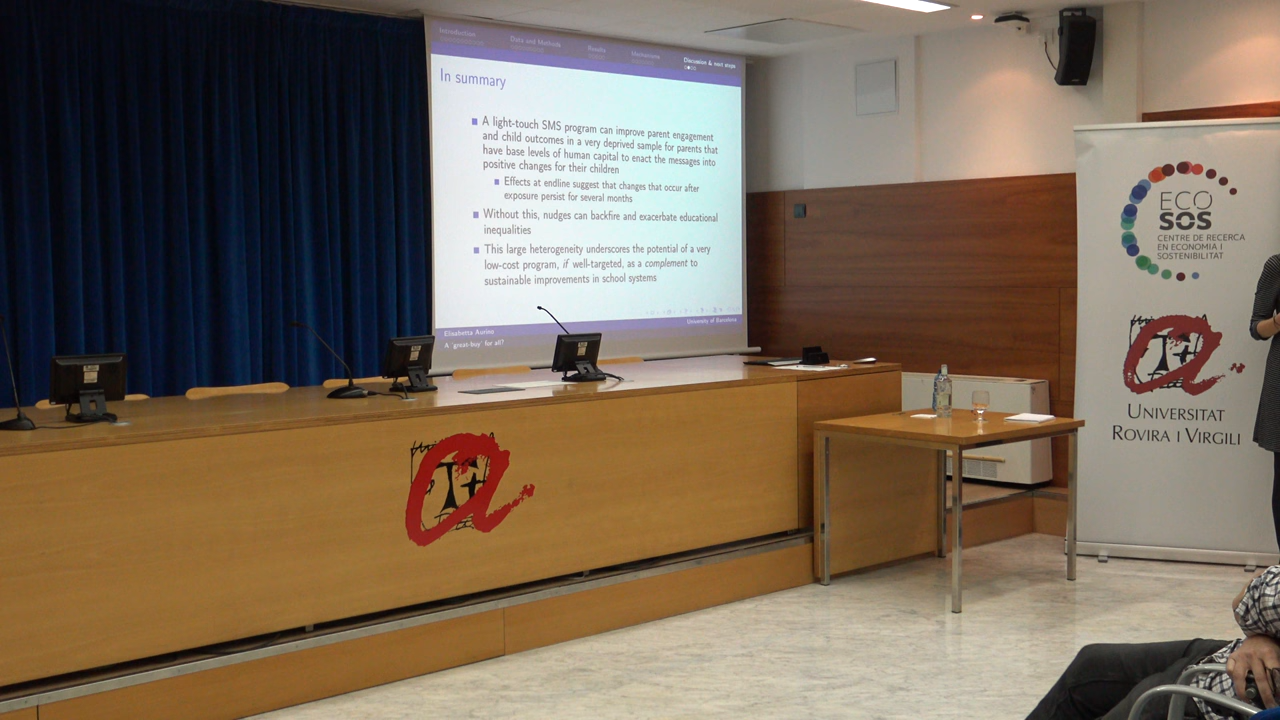 Introduction Data and Methods Results Mechanisms Discussion & next steps
In summary
A light-touch SMS program can improve parent engagement
and child outcomes in a very deprived sample for parents that
have base levels of human capital to enact the messages into
positive changes for their children
Effects at endline suggest that changes that occur after
exposure persist for several months
Without this, nudges can backfire and exacerbate educational
inequalities
This large heterogeneity underscores the potential of a very
low-cost program, if well-targeted, as a complement to
sustainable improvements in school systems
Elisabetta Aurino University of Barcelona
A 'great-buy' for all?
ECO
SOS
CENTRE DE RECERCA
EN ECONOMIA I
SOSTENIBILITAT
UNIVERSITAT
ROVIRA I VIRGILI